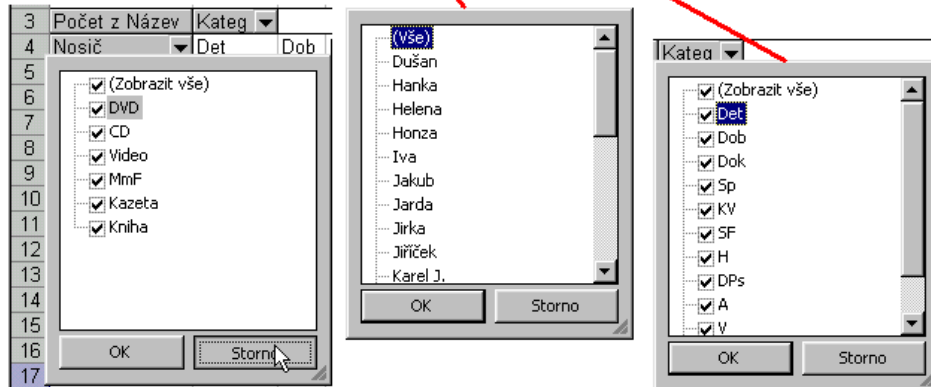 3 Počet z Název Kateg
4 Nosič Det Dob
5
6
7
8
9
10
11
12
13
14
15
16
17
(Zobrazit vše)
DVD
CD
Video
MmF
Kazeta
Kniha
OK Storno
(Vše)
Dušan
Hanka
Helena
Honza
Iva
Jakub
Jarda
Jirka
Jiříček
Karel J.
OK Storno
Kateg
(Zobrazit vše)
Det
Dob
Dok
Sp
KV
SF
H
DPs
A
V
OK Storno